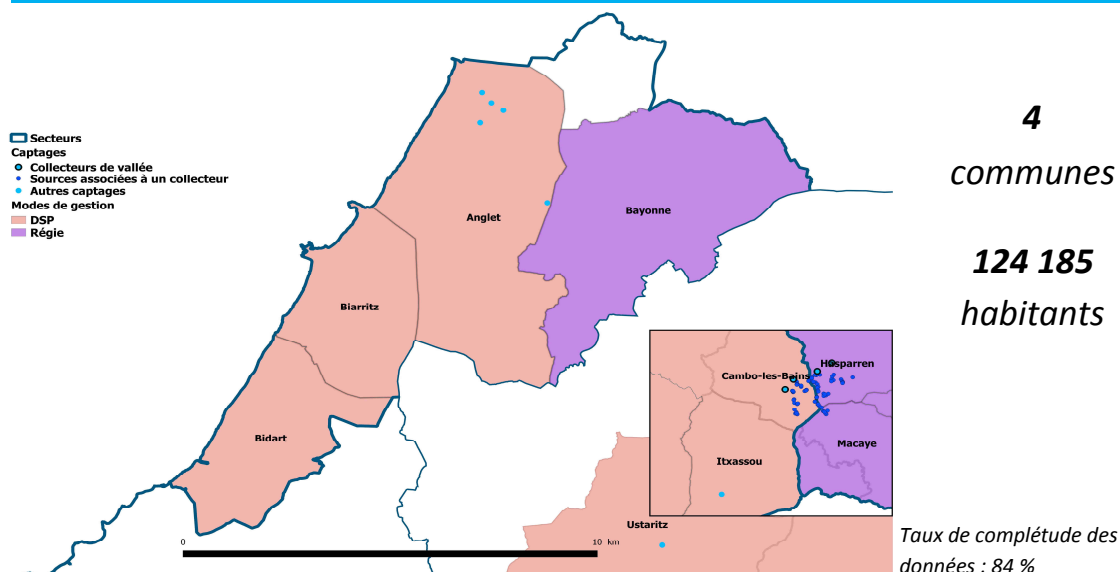 Secteurs
Captages
Collecteurs de vallée
Sources associées à un collecteur
Autres captages
Modes de gestion
DSP
Régie
Anglet
Bayonne
Biarritz
Bidart
Ustaritz
Hasparren
Cambo-les-Bains
Macaye
Itxassou
0 10 km
4
communes
124 185
habitants
Taux de complétude des
données : 84 %